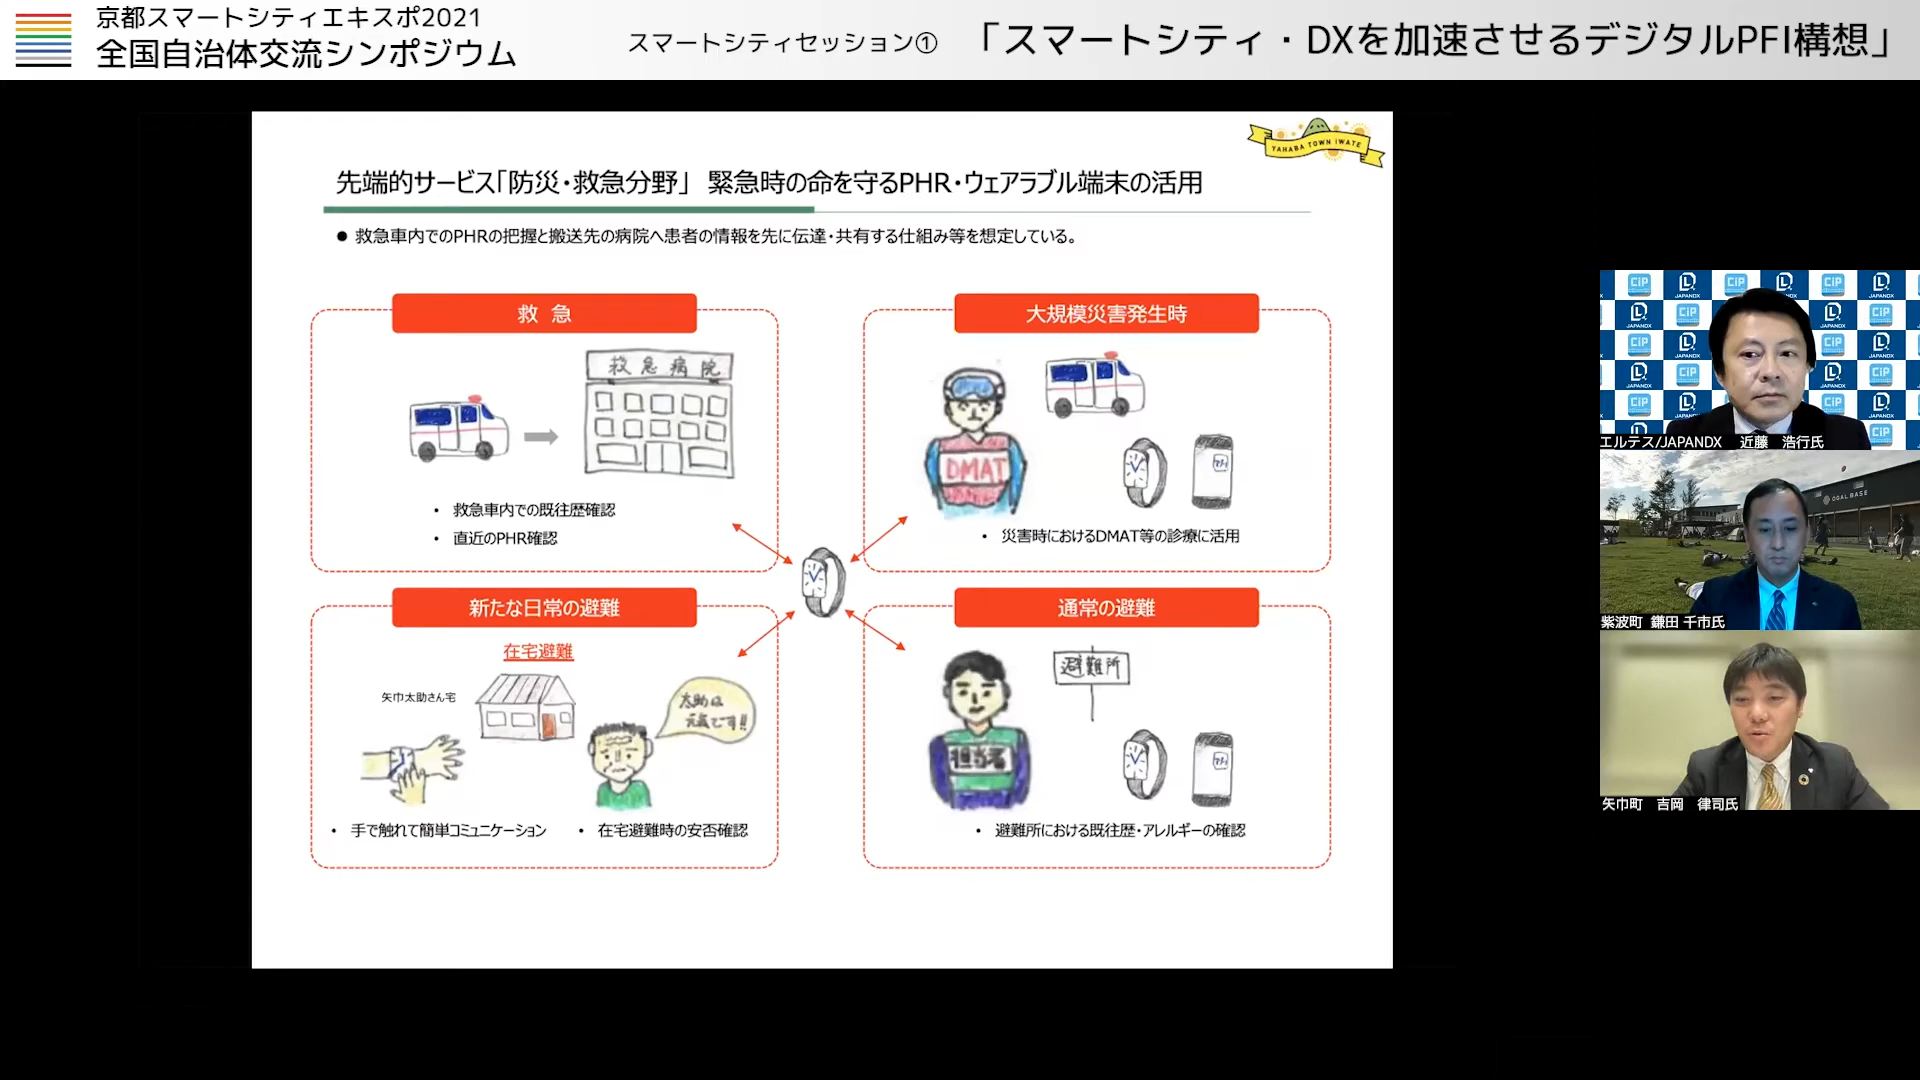 京都スマートシティエキスポ2021
全国自治体交流シンポジウム
スマートシティセッション① 「スマートシティ・DXを加速させるデジタルPFI構想」
YAHABA TOWN IWATE
先端的サービス「防災・救急分野」 緊急時の命を守るPHR・ウェアラブル端末の活用
● 救急車内でのPHRの把握と搬送先の病院へ患者の情報を先に伝達・共有する仕組み等を想定している。
救 急
救急病院
• 救急車内での既往歴確認
• 直近のPHR確認
大規模災害発生時
DMAT
• 災害時におけるDMAT等の診療に活用
新たな日常の避難
在宅避難
矢巾太助さん宅
太助は
元気です!!
• 手で触れて簡単コミュニケーション
• 在宅避難時の安否確認
通常の避難
避難所
担当者
• 避難所における既往歴・アレルギーの確認
CiP
JAPANDX
エルテス/JAPANDX 近藤 浩行氏
OGAL BASE
紫波町 鎌田 千市氏
矢巾町 吉岡 律司氏